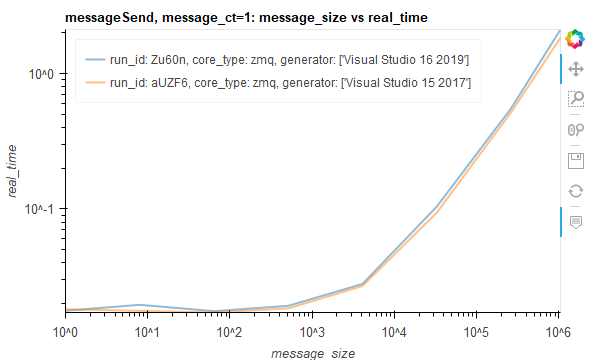 messageSend, message_ct=1: message_size vs real_time
run_id: Zu60n, core_type: zmq, generator: ['Visual Studio 16 2019']
run_id: aUZF6, core_type: zmq, generator: ['Visual Studio 15 2017']
10^0
10^-1
real_time
10^0 10^1 10^2 10^3 10^4 10^5 10^6
message_size